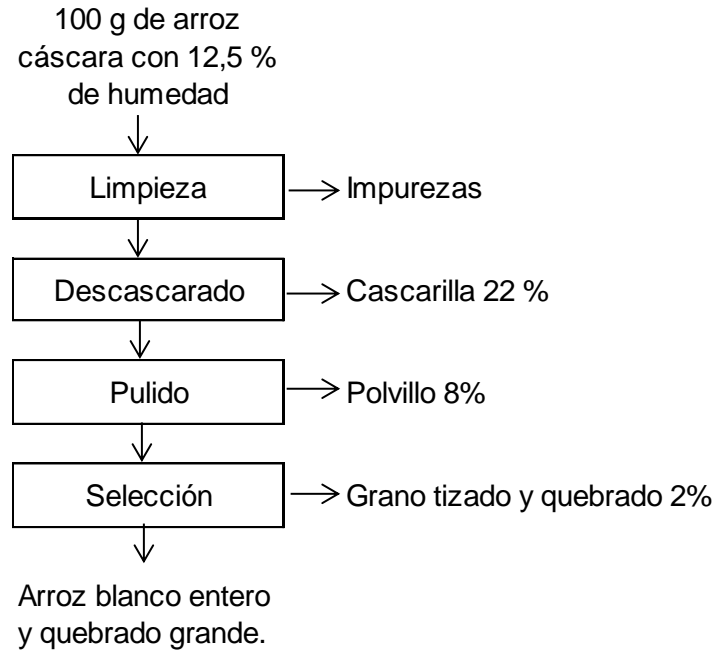 100 g de arroz
cáscara con 12,5 %
de humedad
Limpieza
Impurezas
Descascarado
Cascarilla 22 %
Pulido
Polvillo 8%
Selección
Grano tizado y quebrado 2%
Arroz blanco entero
y quebrado grande.